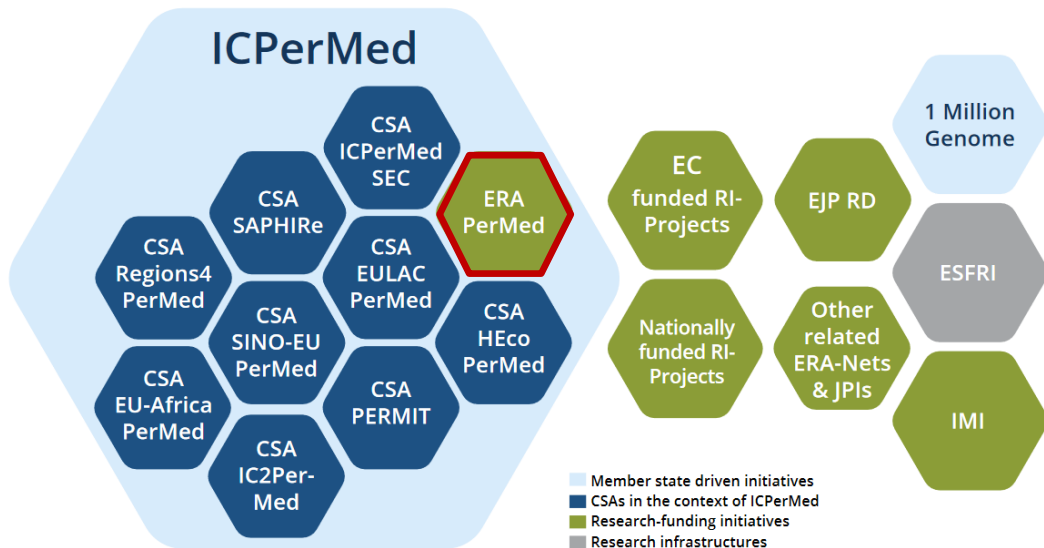 ICPerMed
CSA
ICPerMed
SEC
ERA
PerMed
CSA
SAPHIRe
CSA
Regions4
PerMed
CSA
EULAC
PerMed
CSA
SINO-EU
PerMed
CSA
HEco
PerMed
CSA
EU-Africa
PerMed
CSA
PERMIT
CSA
IC2Per-
Med
EC
funded RI-
Projects
EJP RD
1 Million
Genome
ESFRI
Nationally
funded RI-
Projects
Other
related
ERA-Nets
& JPIs
IMI
Member state driven initiatives
CSAs in the context of ICPerMed
Research-funding initiatives
Research infrastructures